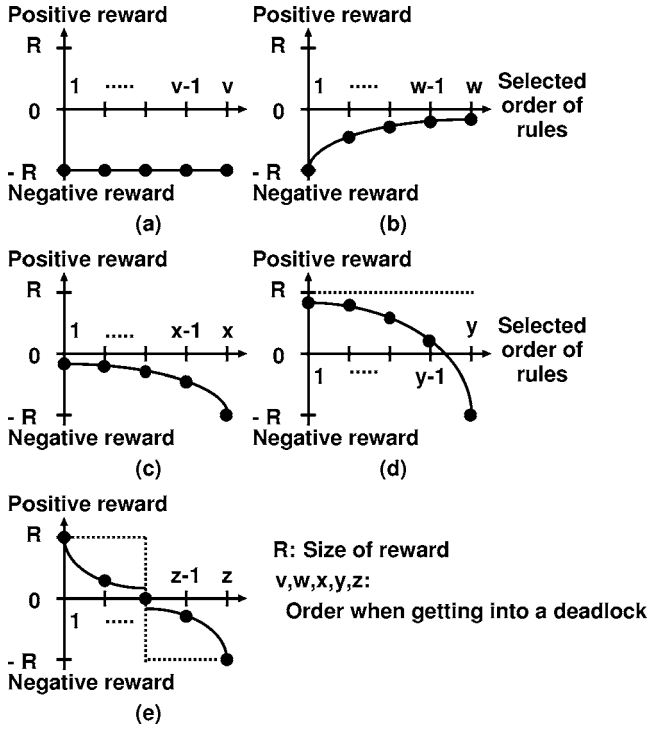 Positive reward
R
1 ..... v-1 v
0
- R
Negative reward
(a)
Positive reward
R
1 ..... w-1 w
0
Selected order of rules
- R
Negative reward
(b)
Positive reward
R
1 ..... x-1 x
0
- R
Negative reward
(c)
Positive reward
R
y
0
1 ..... y-1
Selected order of rules
- R
Negative reward
(d)
Positive reward
R
z-1 z
0
1 .....
- R
Negative reward
(e)
R: Size of reward
v,w,x,y,z:
Order when getting into a deadlock